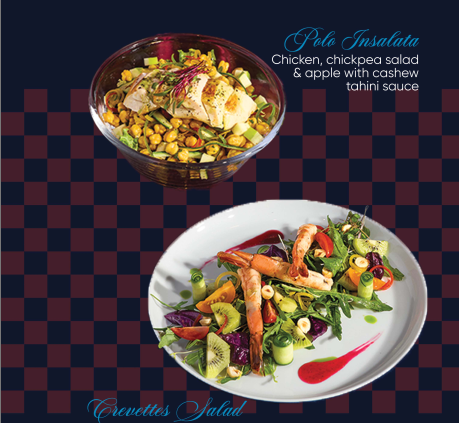 Polo Insalata
Chicken, chickpea salad
& apple with cashew
tahini sauce
Crevettes Salad